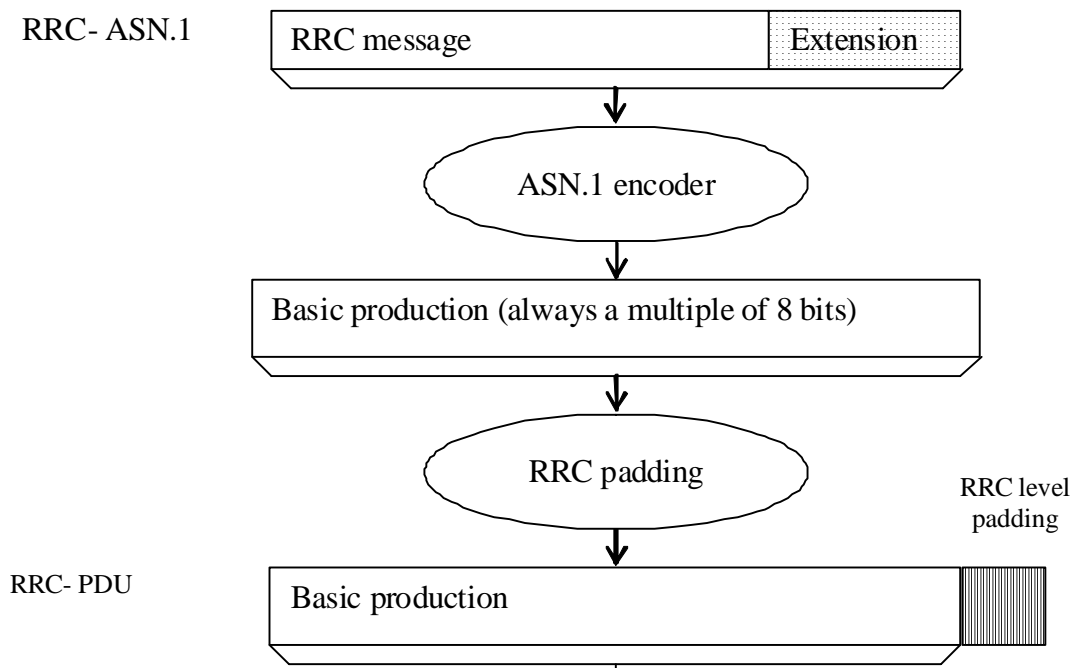 RRC- ASN.1
RRC message
Extension
ASN.1 encoder
Basic production (always a multiple of 8 bits)
RRC padding
RRC level
padding
RRC- PDU
Basic production